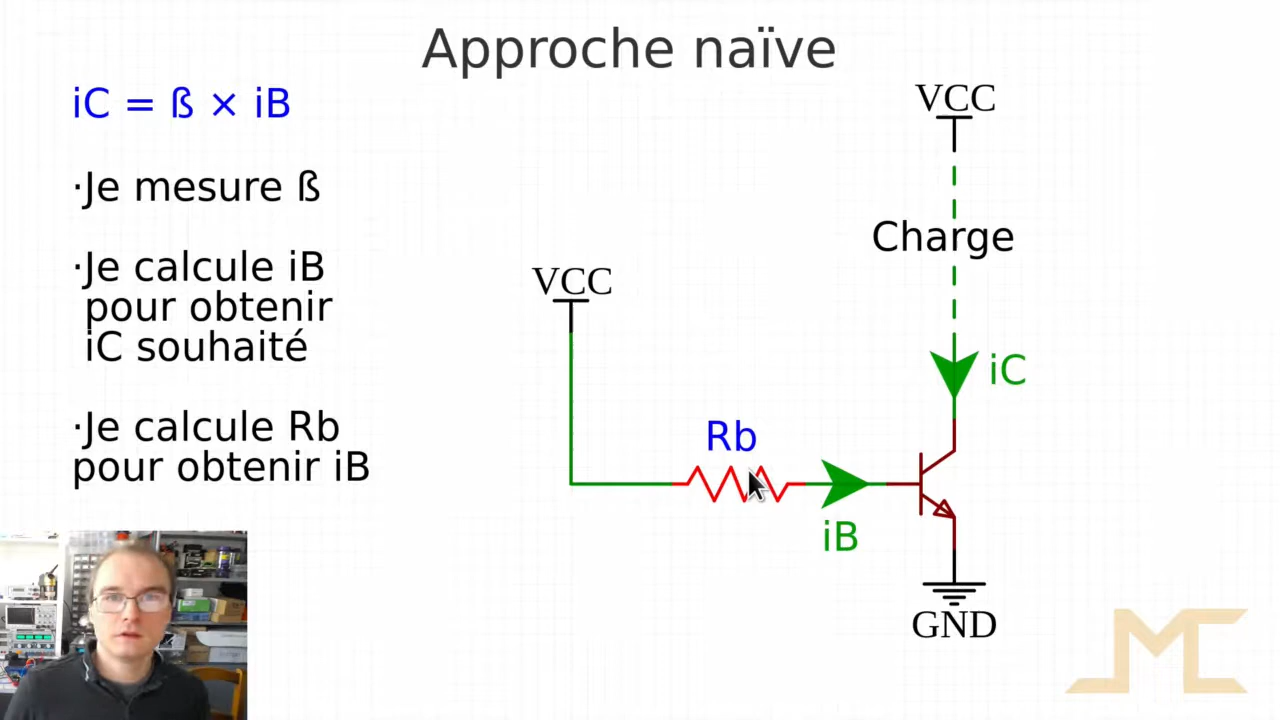 Approche naïve
iC = ß × iB
·Je mesure ß
·Je calcule iB
pour obtenir
iC souhaité
·Je calcule Rb
pour obtenir iB
VCC
Charge
VCC
iC
Rb
iB
GND
MC